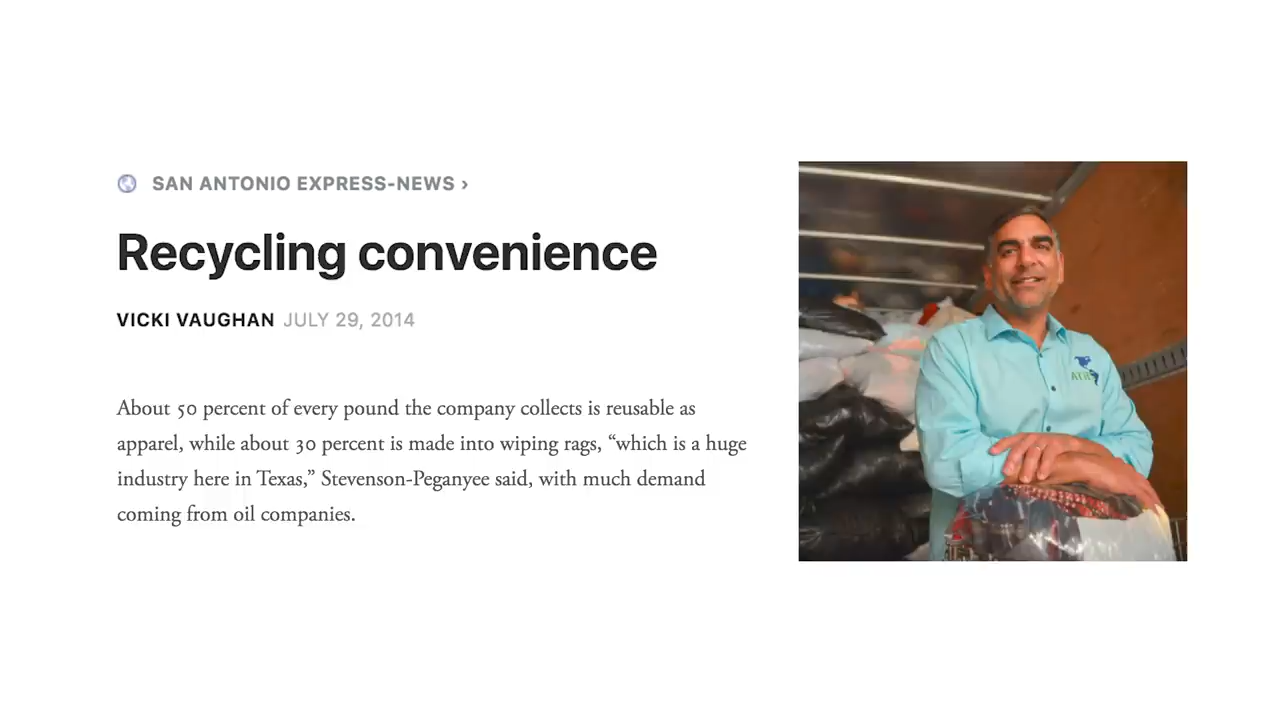 SAN ANTONIO EXPRESS-NEWS ›
Recycling convenience
VICKI VAUGHAN JULY 29, 2014
About 50 percent of every pound the company collects is reusable as
apparel, while about 30 percent is made into wiping rags, “which is a huge
industry here in Texas,” Stevenson-Peganyee said, with much demand
coming from oil companies.